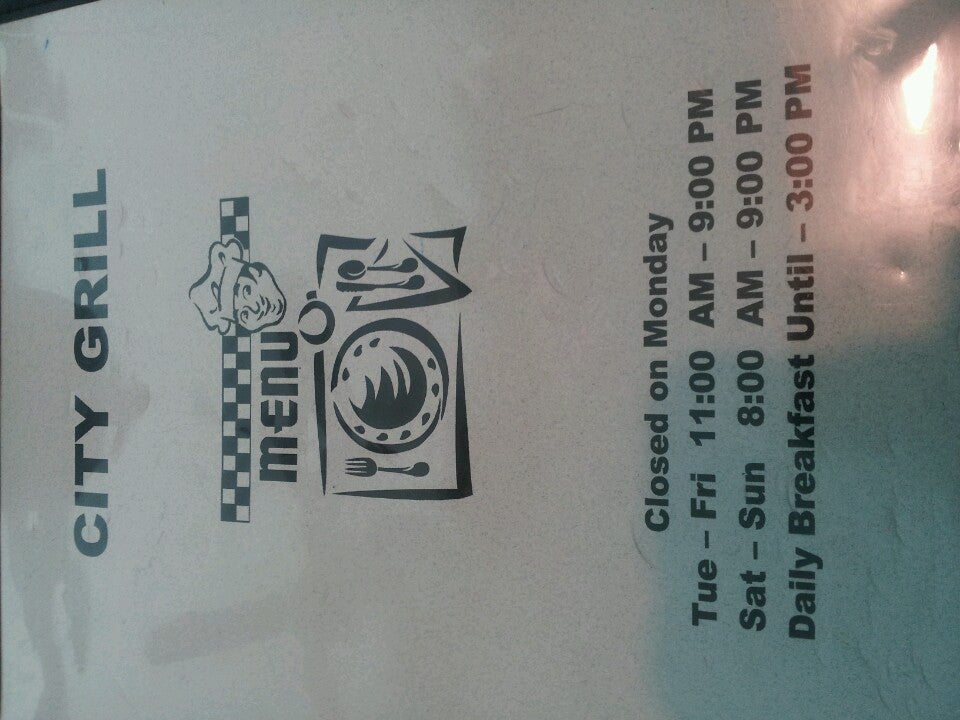 CITY GRILL
MENU
Closed on Monday
Tue – Fri 11:00 AM – 9:00 PM
Sat – Sun 8:00 AM – 9:00 PM
Daily Breakfast Until – 3:00 PM